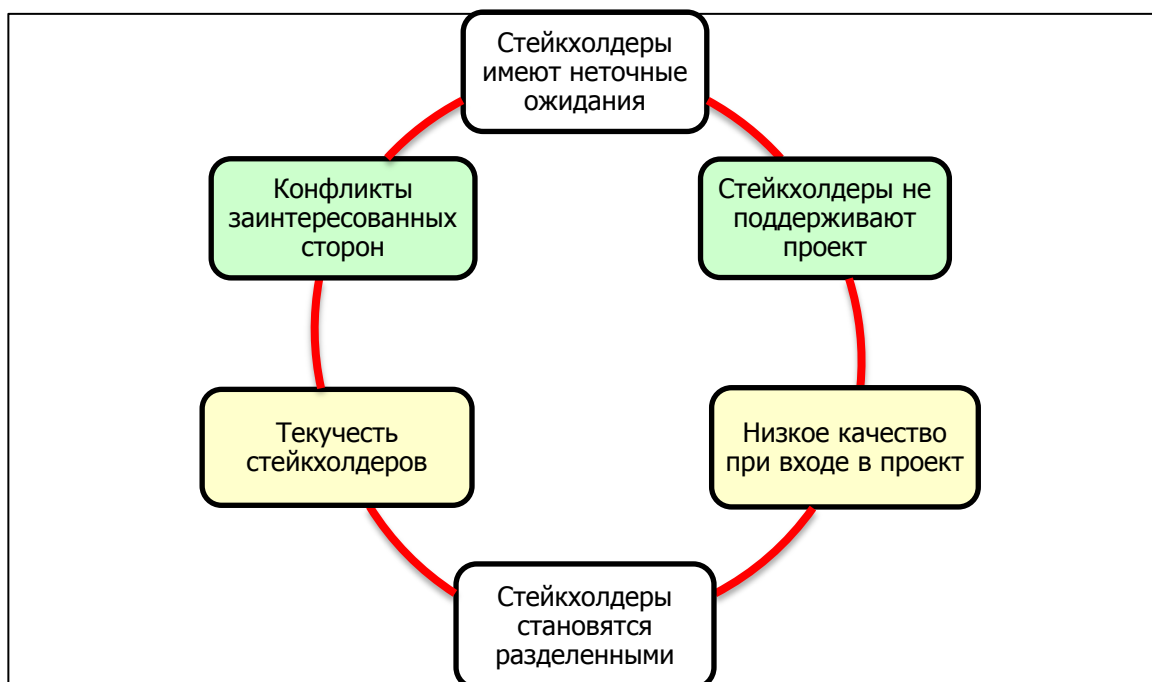 Стейкхолдеры
имеют неточные
ожидания
Конфликты
заинтересованных
сторон
Стейкхолдеры не
поддерживают
проект
Текучесть
стейкхолдеров
Низкое качество
при входе в проект
Стейкхолдеры
становятся
разделенными